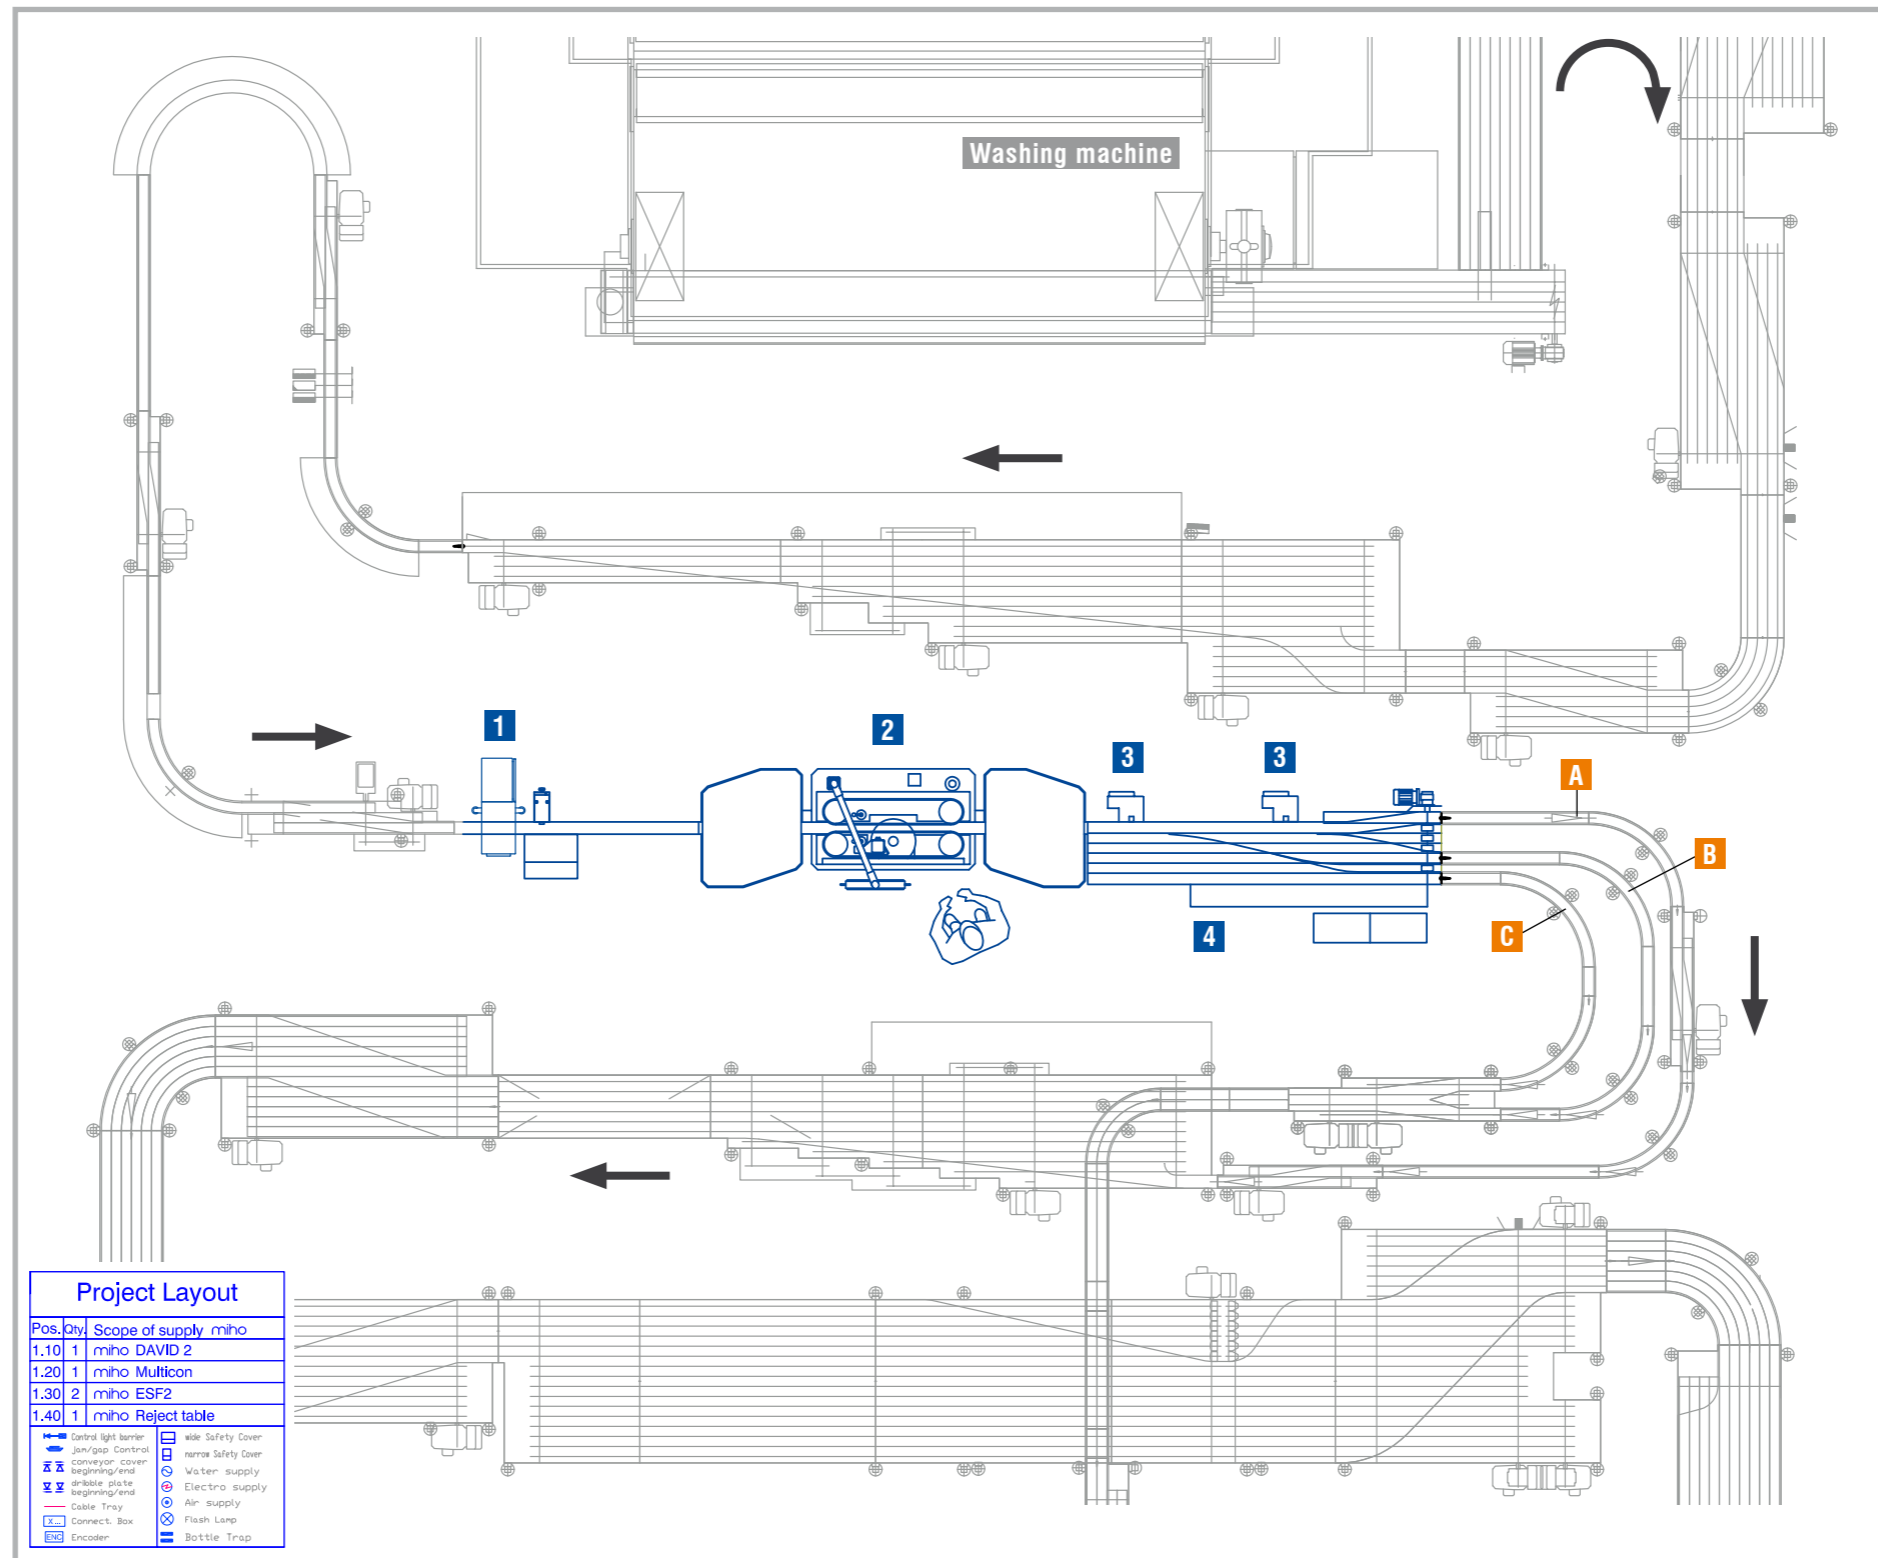 Washing machine
1
2
3
3
A
B
C
4
Project Layout
Pos. Qty. Scope of supply miho
1.10 1 miho DAVID 2
1.20 1 miho Multicon
1.30 2 miho ESF2
1.40 1 miho Reject table
Control light barrier
jam/gap Control
conveyor cover
beginning/end
dribble plate
beginning/end
Cable Tray
X... Connect. Box
ENC Encoder
wide Safety Cover
narrow Safety Cover
Water supply
Electro supply
Air supply
Flash Lamp
Bottle Trap